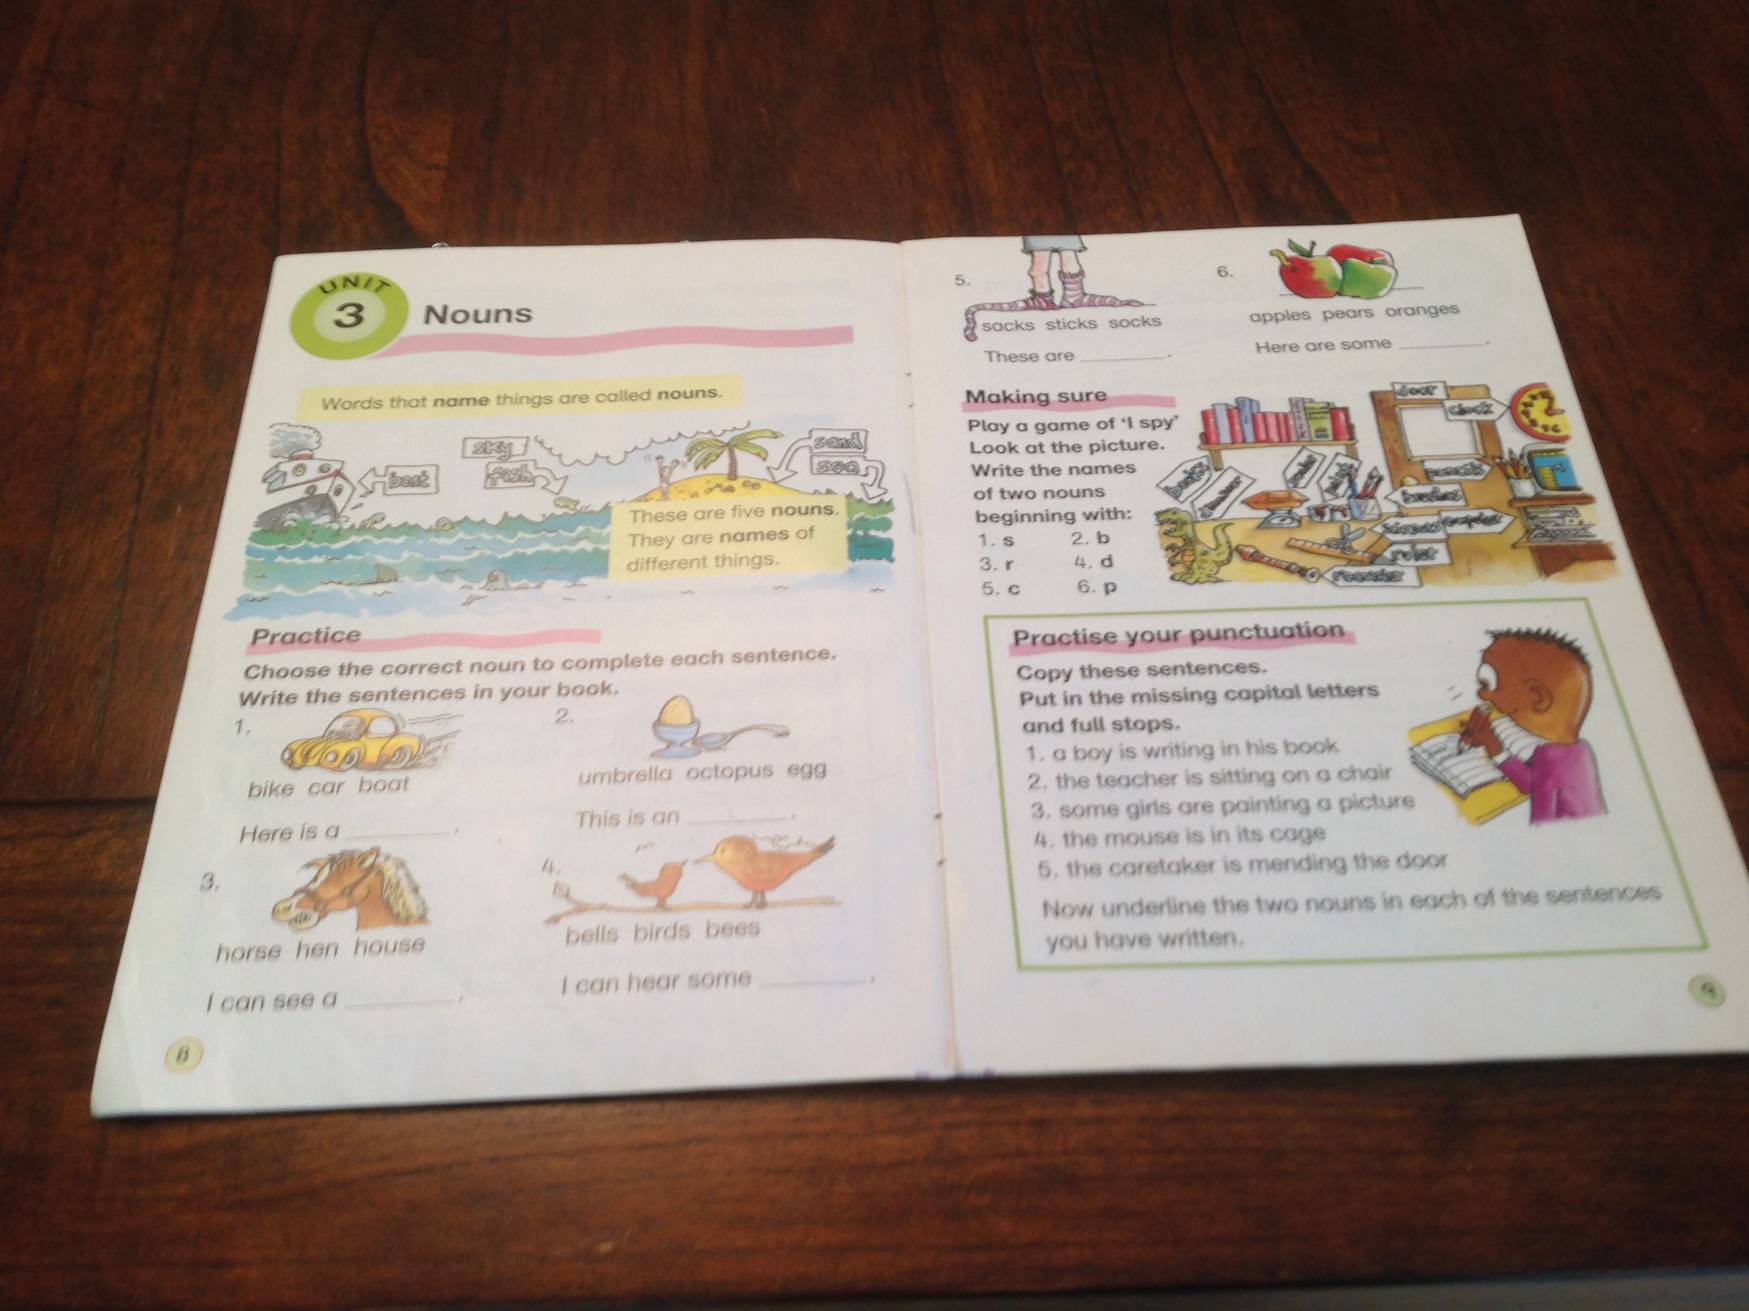 UNIT
3
Nouns
Words that name things are called nouns.
sky
sand
boat
fish
sea
These are five nouns.
They are names of
different things.
Practice
Choose the correct noun to complete each sentence.
Write the sentences in your book.
1.
bike car boat
Here is a ________.
2.
umbrella octopus egg
This is an ________.
3.
horse hen house
I can see a ________.
4.
bells birds bees
I can hear some ________.
8
5.
sacks sticks socks
These are ________.
6.
apples pears oranges
Here are some ________.
Making sure
Play a game of ‘I spy’
Look at the picture.
Write the names
of two nouns
beginning with:
1. s 2. b
3. r 4. d
5. c 6. p
door
clock
books
pencils
brushes
scissors computer
ruler
recorder
Practise your punctuation
Copy these sentences.
Put in the missing capital letters
and full stops.
1. a boy is writing in his book
2. the teacher is sitting on a chair
3. some girls are painting a picture
4. the mouse is in its cage
5. the caretaker is mending the door
Now underline the two nouns in each of the sentences
you have written.
9